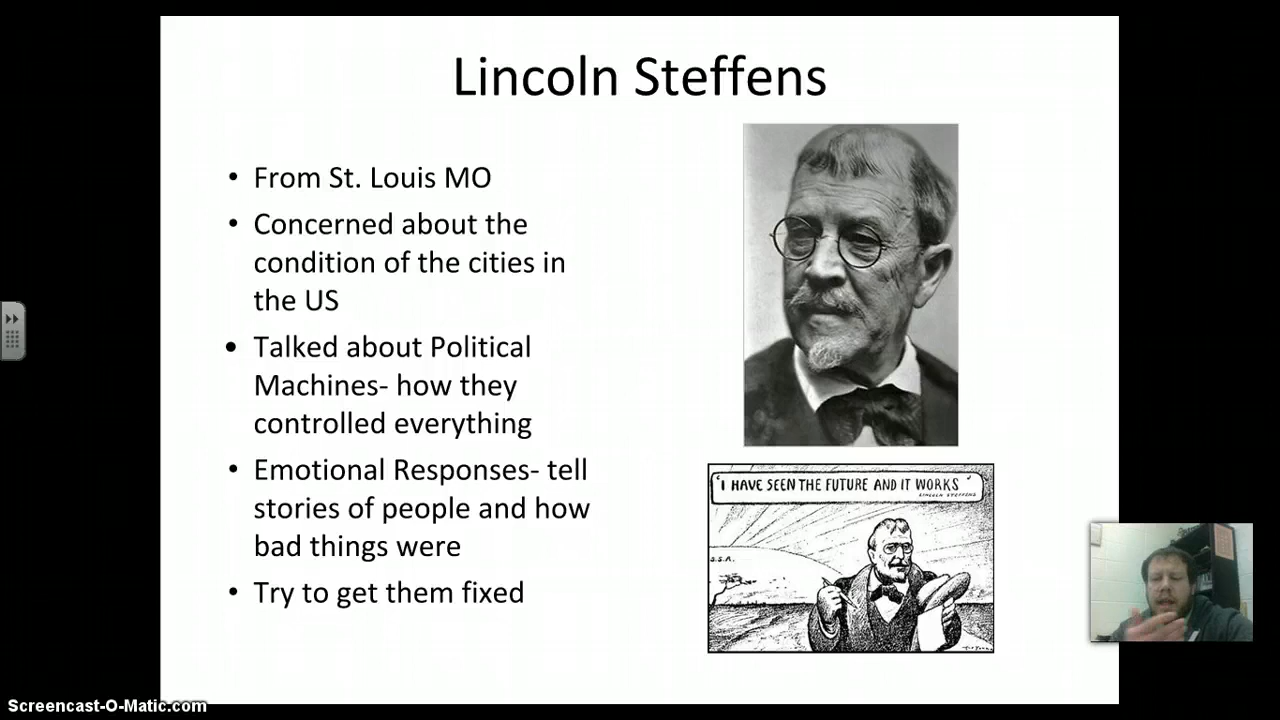 Lincoln Steffens
• From St. Louis MO
• Concerned about the
condition of the cities in
the US
• Talked about Political
Machines- how they
controlled everything
• Emotional Responses- tell
stories of people and how
bad things were
• Try to get them fixed
"I HAVE SEEN THE FUTURE AND IT WORKS"
LINCOLN STEFFENS
S.S.R.
Screencast-O-Matic.com